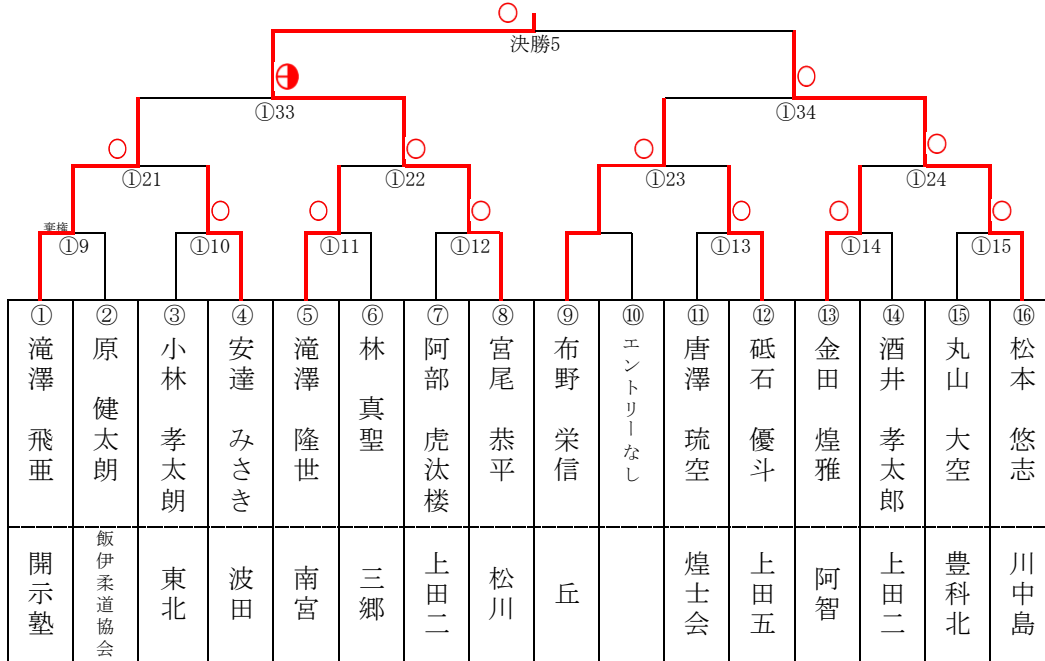 決勝5
①33
①34
①21
①22
①23
①24
棄権
①9
①10
①11
①12
①13
①14
①15
①
②
③
④
⑤
⑥
⑦
⑧
⑨
⑩
⑪
⑫
⑬
⑭
⑮
⑯
滝澤 飛亜
原 健太朗
小林 孝太朗
安達 みさき
滝澤 隆世
林 真聖
阿部 虎汰楼
宮尾 恭平
布野 栄信
エントリーなし
唐澤 琉空
砥石 優斗
金田 煌雅
酒井 孝太郎
丸山 大空
松本 悠志
開示塾
飯伊柔道協会
東北
波田
南宮
三郷
上田二
松川
丘
煌士会
上田五
阿智
上田二
豊科北
川中島